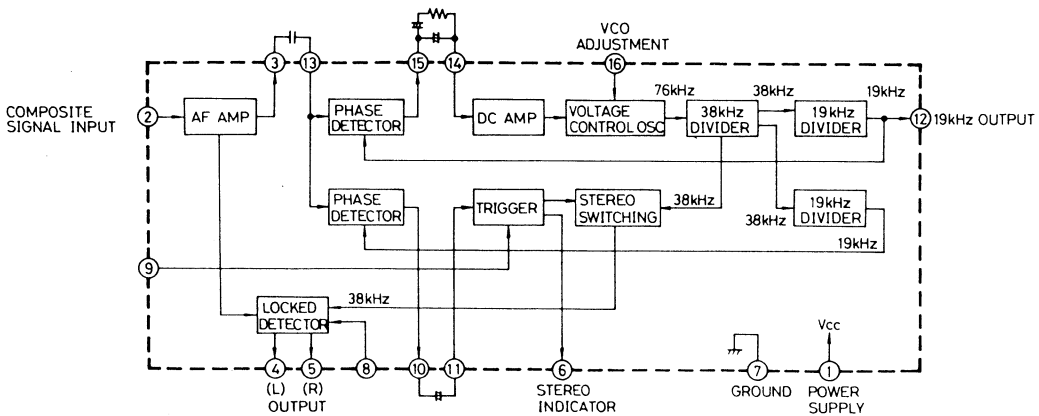 3
13
15
14
VCO
ADJUSTMENT
16
COMPOSITE
SIGNAL INPUT
2
AF AMP
PHASE
DETECTOR
DC AMP
VOLTAGE
CONTROL OSC
76kHz
38kHz
DIVIDER
38kHz
19kHz
DIVIDER
19kHz
12
19kHz OUTPUT
PHASE
DETECTOR
TRIGGER
STEREO
SWITCHING
38kHz
38kHz
19kHz
DIVIDER
19kHz
9
LOCKED
DETECTOR
38kHz
Vcc
4
5
8
10
11
6
7
1
(L)
(R)
OUTPUT
STEREO
INDICATOR
GROUND
POWER
SUPPLY